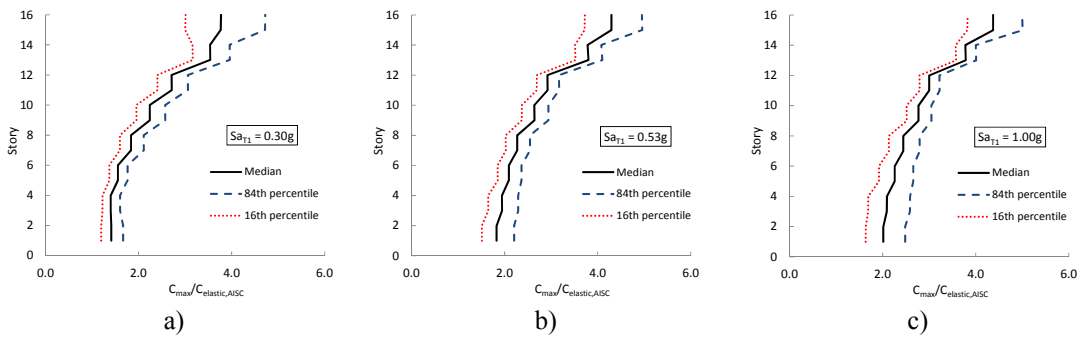 16
14
12
10
8
6
4
2
0
Story
Sa_T1 = 0.30g
Median
84th percentile
16th percentile
0.0 2.0 4.0 6.0
C_max/C_elastic,AISC
a)
16
14
12
10
8
6
4
2
0
Story
Sa_T1 = 0.53g
Median
84th percentile
16th percentile
0.0 2.0 4.0 6.0
C_max/C_elastic,AISC
b)
16
14
12
10
8
6
4
2
0
Story
Sa_T1 = 1.00g
Median
84th percentile
16th percentile
0.0 2.0 4.0 6.0
C_max/C_elastic,AISC
c)